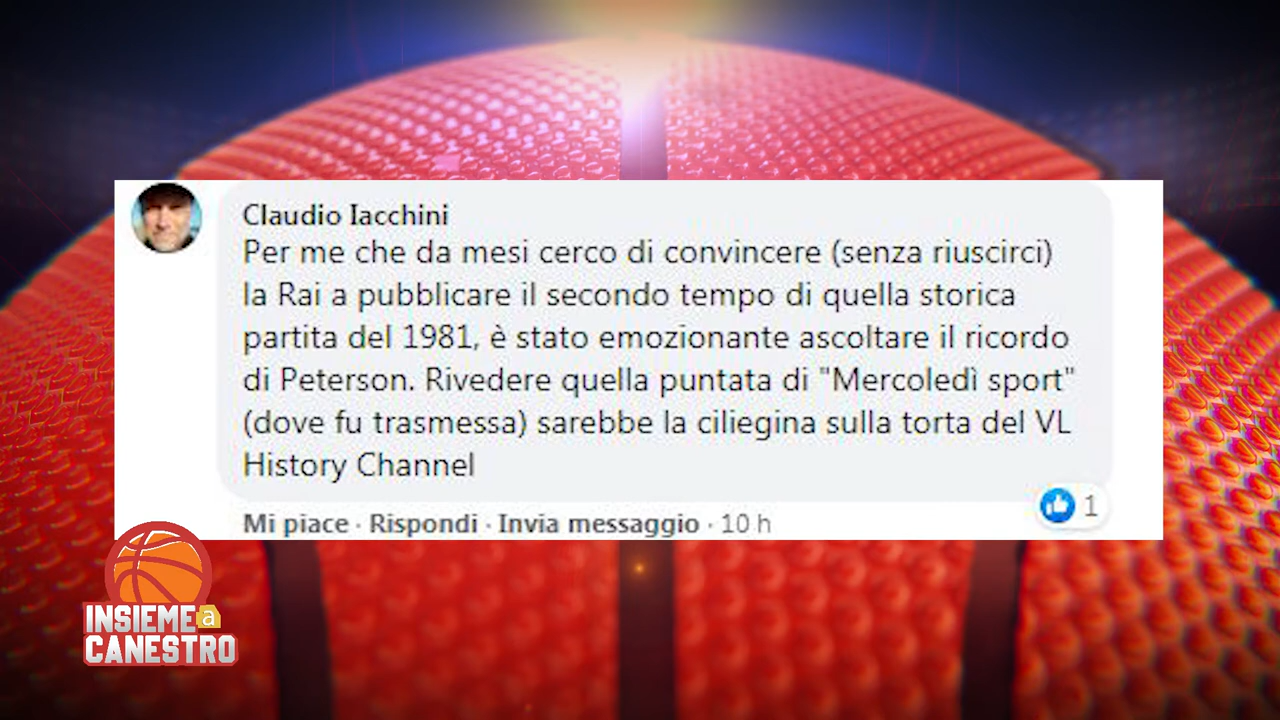 Claudio Iacchini
Per me che da mesi cerco di convincere (senza riuscirci)
la Rai a pubblicare il secondo tempo di quella storica
partita del 1981, è stato emozionante ascoltare il ricordo
di Peterson. Rivedere quella puntata di "Mercoledì sport"
(dove fu trasmessa) sarebbe la ciliegina sulla torta del VL
History Channel
1
Mi piace · Rispondi · Invia messaggio · 10 h
INSIEME a
CANESTRO